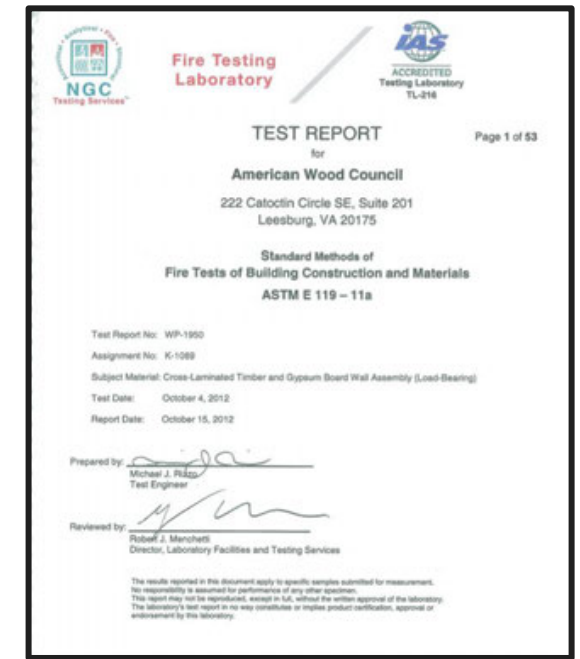 NGC
Testing Services
Fire Testing
Laboratory
IAS
ACCREDITED
Testing Laboratory
TL-216
TEST REPORT
Page 1 of 53
for
American Wood Council
222 Catoctin Circle SE, Suite 201
Leesburg, VA 20175
Standard Methods of
Fire Tests of Building Construction and Materials
ASTM E 119 – 11a
Test Report No: WP-1950
Assignment No: K-1089
Subject Material: Cross-Laminated Timber and Gypsum Board Wall Assembly (Load-Bearing)
Test Date: October 4, 2012
Report Date: October 15, 2012
Prepared by:
Michael J. Rizzo
Test Engineer
Reviewed by:
Robert J. Menchetti
Director, Laboratory Facilities and Testing Services
The results reported in this document apply to specific samples submitted for measurement.
No responsibility is assumed for performance of any other specimen.
This report may not be reproduced, except in full, without the written approval of the laboratory.
The laboratory's test report in no way constitutes or implies product certification, approval or
endorsement by this laboratory.